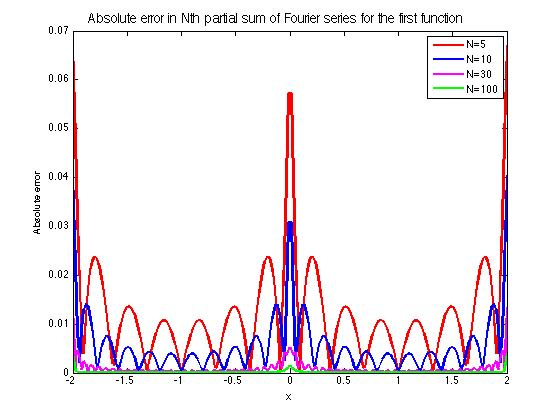 Absolute error in Nth partial sum of Fourier series for the first function
0.07
0.06
0.05
0.04
0.03
0.02
0.01
0
Absolute error
N=5
N=10
N=30
N=100
-2
-1.5
-1
-0.5
0
0.5
1
1.5
2
x